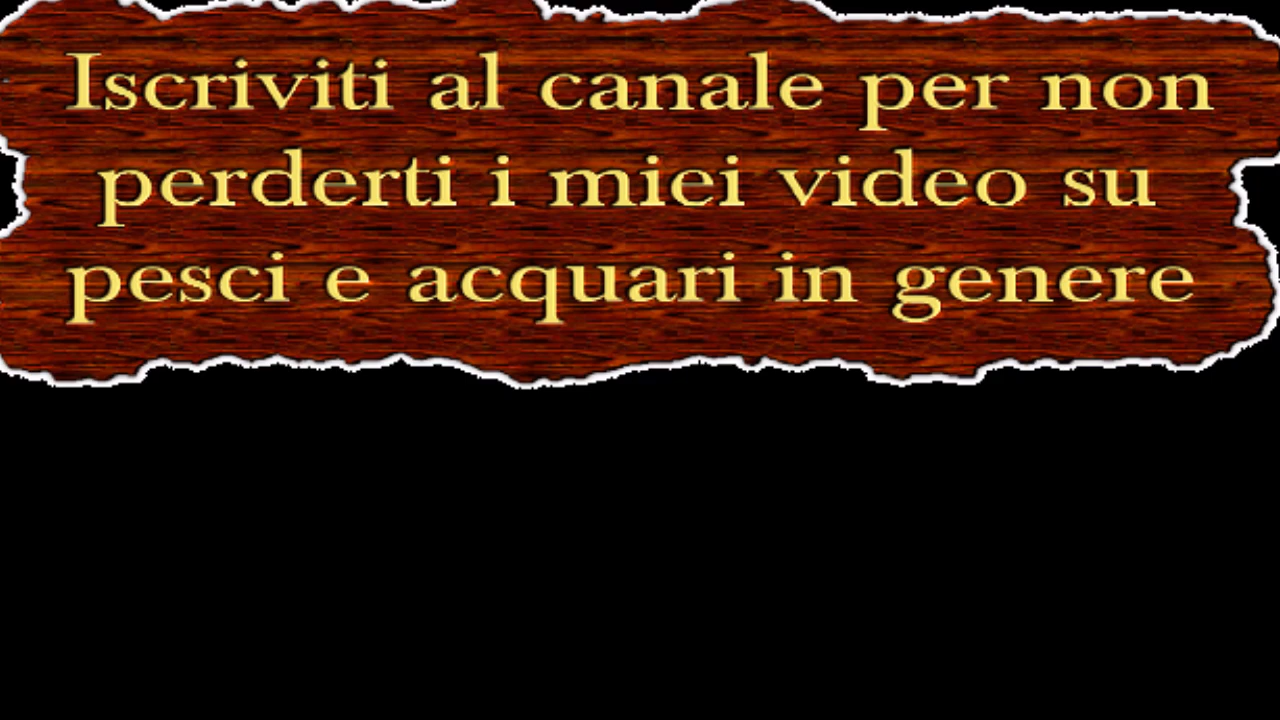 Iscriviti al canale per non
perderti i miei video su
pesci e acquari in genere